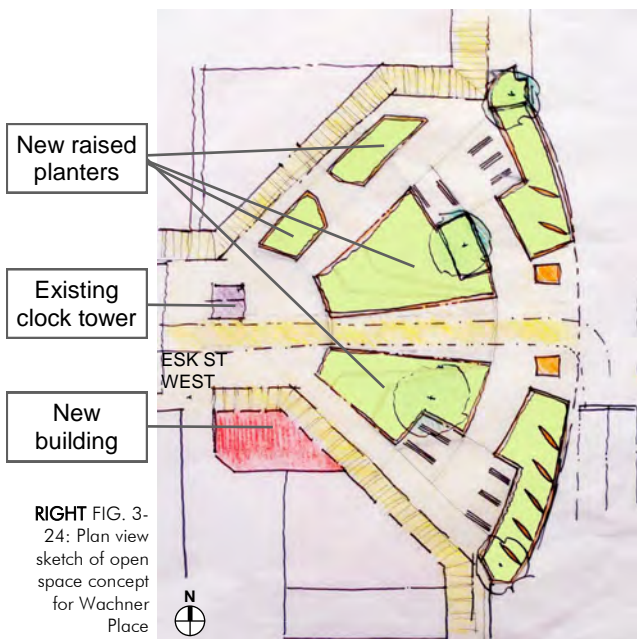 New raised
planters
Existing
clock tower
ESK ST
WEST
New
building
RIGHT FIG. 3-
24: Plan view
sketch of open
space concept
for Wachner
Place
N